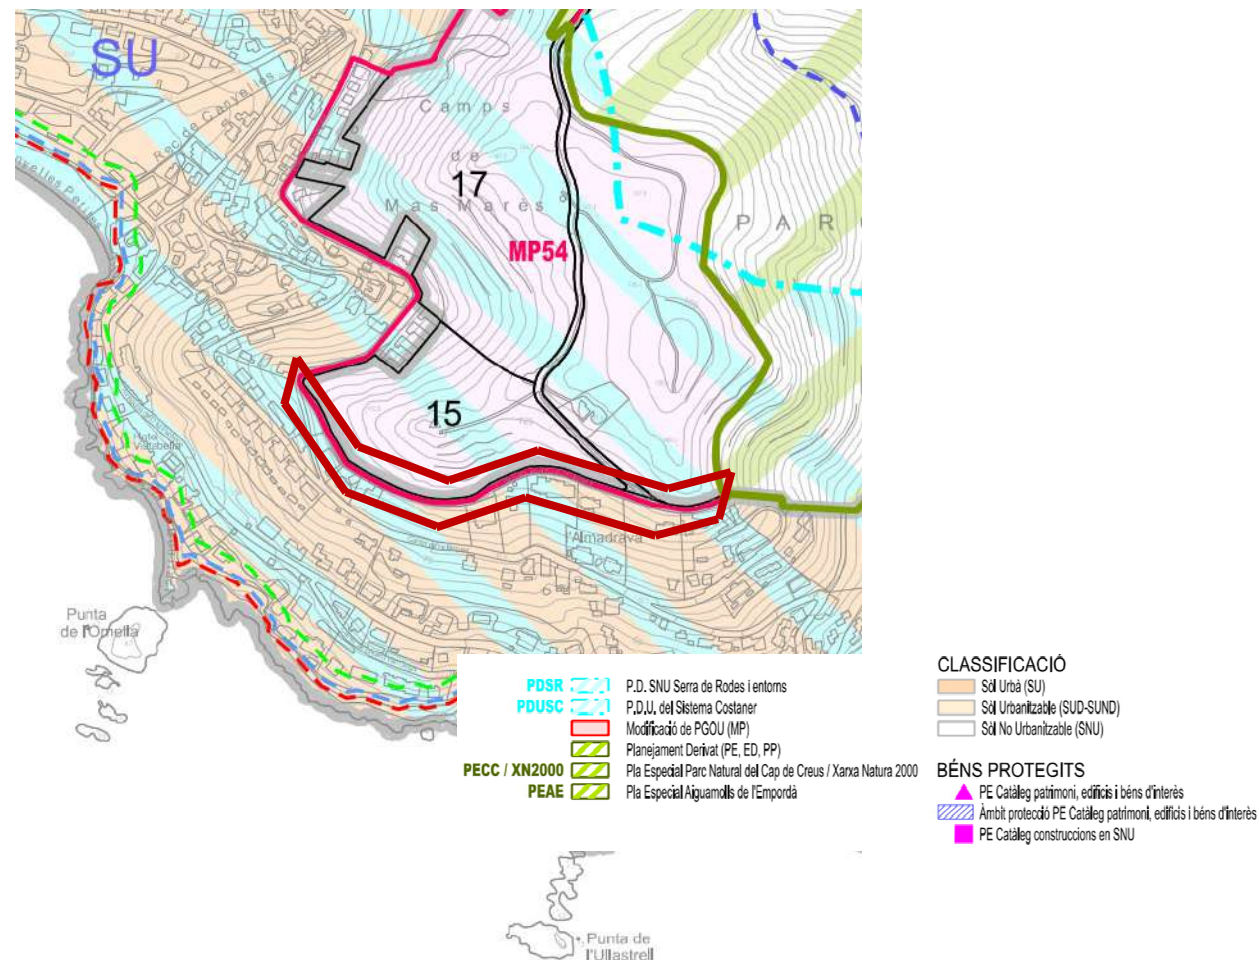 SU
Rec de Canyelles
Camps
de
17
Mas Marès
MP54
PAR
15
l'Almadrava
Punta
de l'Omella
PDSR P.D. SNU Serra de Rodes i entorns
PDUSC P.D.U. del Sistema Costaner
Modificació de PGOU (MP)
Planejament Derivat (PE, ED, PP)
PECC / XN2000 Pla Especial Parc Natural del Cap de Creus / Xarxa Natura 2000
PEAE Pla Especial Aiguamolls de l'Empordà
CLASSIFICACIÓ
Sòl Urbà (SU)
Sòl Urbanitzable (SUD-SUND)
Sòl No Urbanitzable (SNU)
BÉNS PROTEGITS
PE Catàleg patrimoni, edificis i béns d'interès
Àmbit protecció PE Catàleg patrimoni, edificis i béns d'interès
PE Catàleg construccions en SNU
Punta de
l'Ullastrell